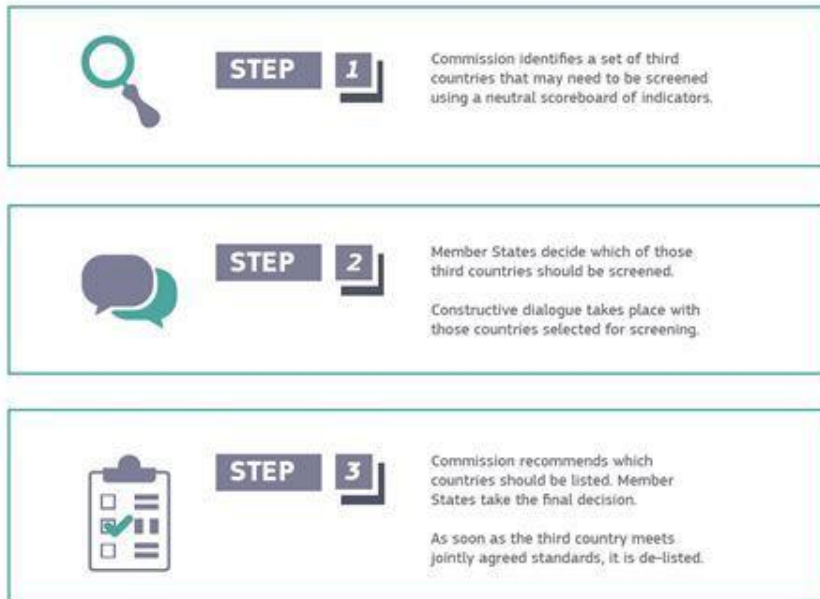 STEP 1
Commission identifies a set of third
countries that may need to be screened
using a neutral scoreboard of indicators.
STEP 2
Member States decide which of those
third countries should be screened.
Constructive dialogue takes place with
those countries selected for screening.
STEP 3
Commission recommends which
countries should be listed. Member
States take the final decision.
As soon as the third country meets
jointly agreed standards, it is de-listed.